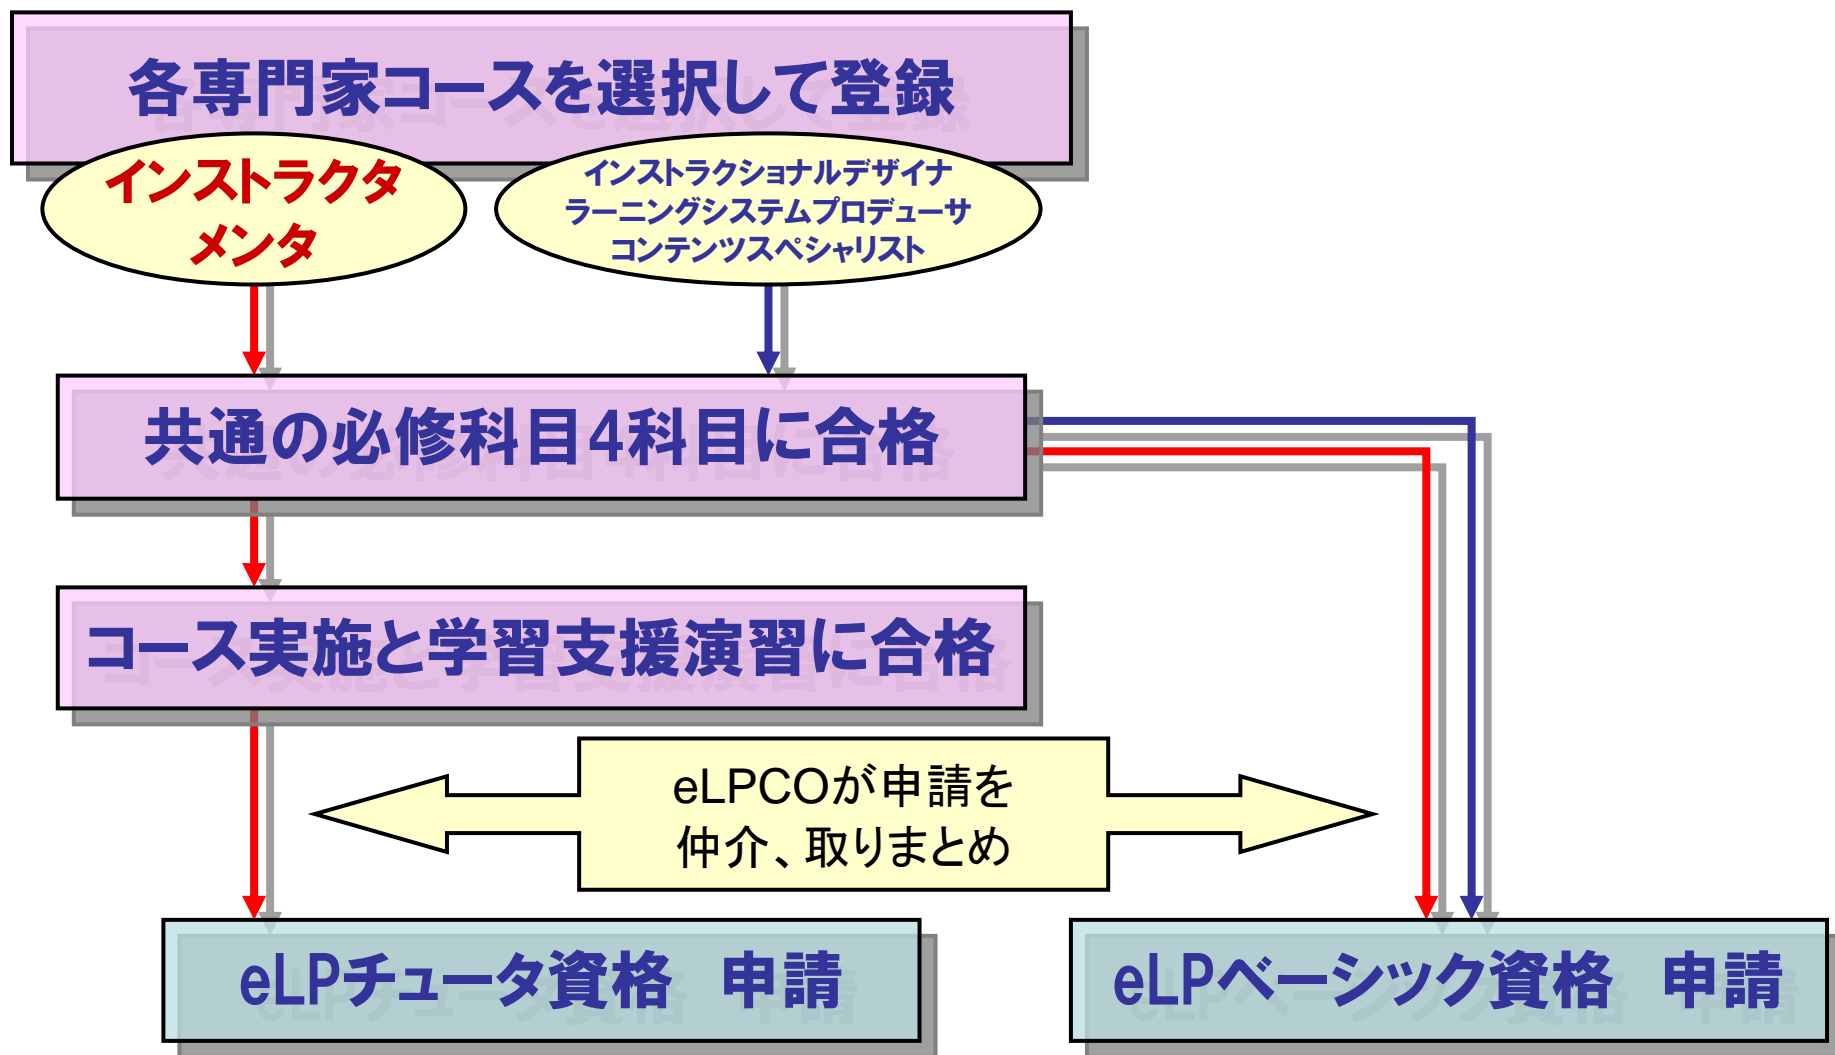 各専門家コースを選択して登録
インストラクタ
メンタ
インストラクショナルデザイナ
ラーニングシステムプロデューサ
コンテンツスペシャリスト
共通の必修科目4科目に合格
コース実施と学習支援演習に合格
eLPCOが申請を
仲介、取りまとめ
eLPチュータ資格　申請
eLPベーシック資格　申請